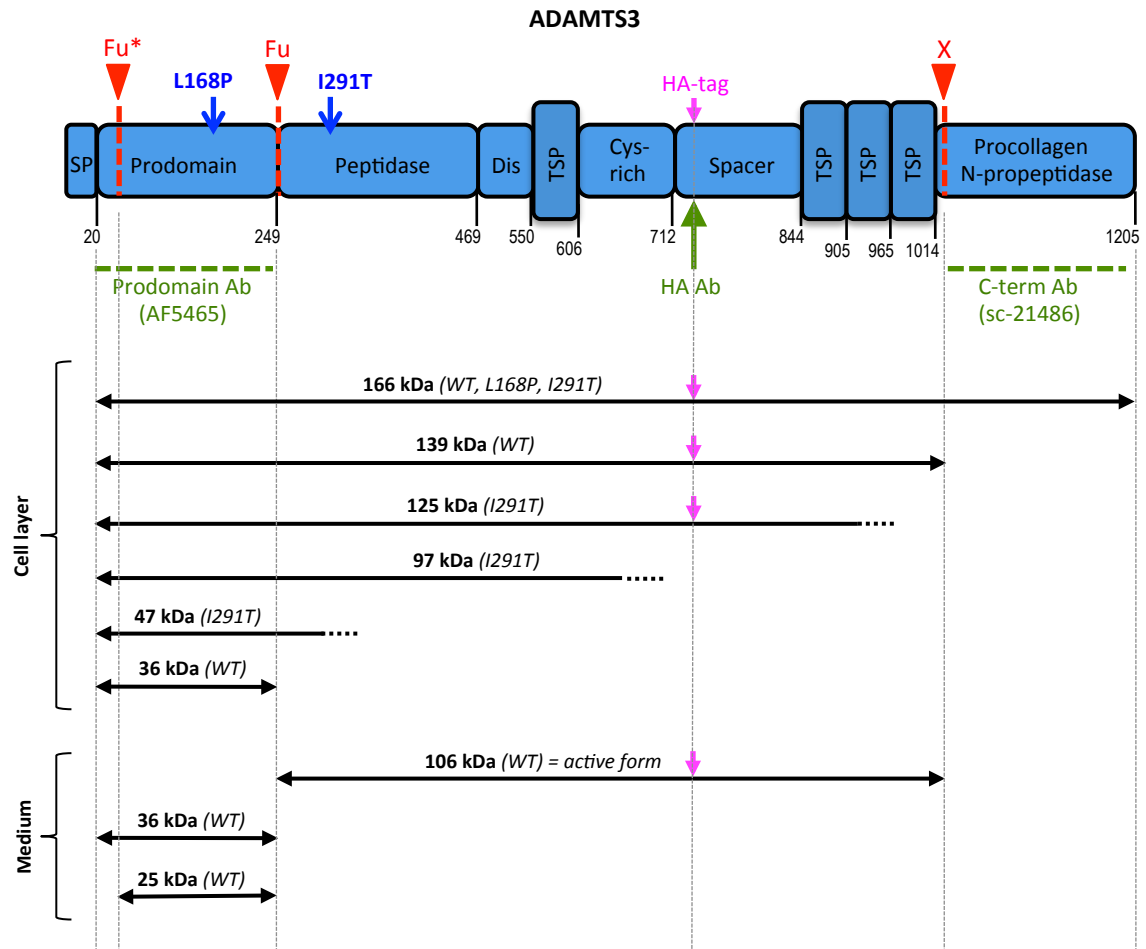 ADAMTS3
Fu*
Fu
X
L168P
I291T
HA-tag
SP
Prodomain
Peptidase
Dis
TSP
Cys-
rich
Spacer
TSP
TSP
TSP
Procollagen
N-propeptidase
20
249
469
550
606
712
844
905
965
1014
1205
Prodomain Ab
(AF5465)
HA Ab
C-term Ab
(sc-21486)
Cell layer
166 kDa (WT, L168P, I291T)
139 kDa (WT)
125 kDa (I291T)
97 kDa (I291T)
47 kDa (I291T)
36 kDa (WT)
Medium
106 kDa (WT) = active form
36 kDa (WT)
25 kDa (WT)